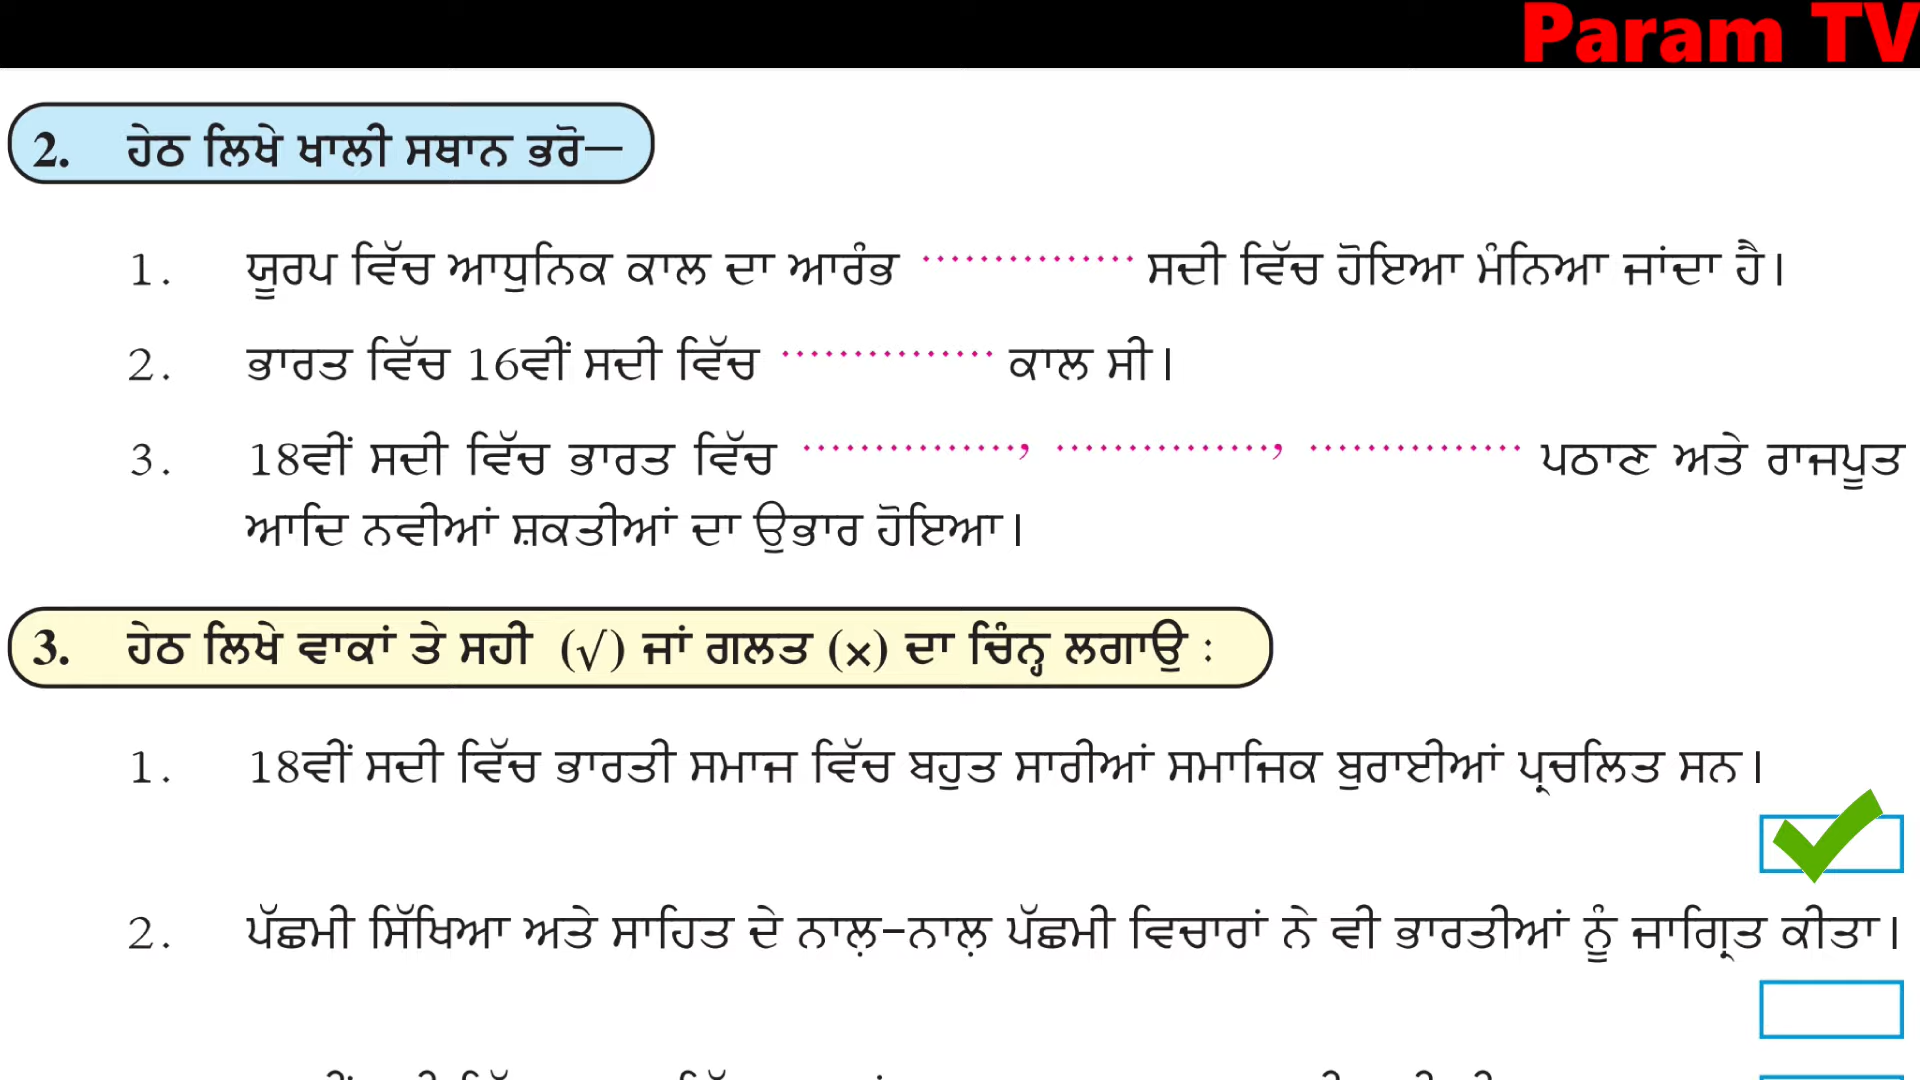 Param TV
2. ਹੇਠ ਲਿਖੇ ਖਾਲੀ ਸਥਾਨ ਭਰੋ—
1. ਯੂਰਪ ਵਿੱਚ ਆਧੁਨਿਕ ਕਾਲ ਦਾ ਆਰੰਭ ............... ਸਦੀ ਵਿੱਚ ਹੋਇਆ ਮੰਨਿਆ ਜਾਂਦਾ ਹੈ।
2. ਭਾਰਤ ਵਿੱਚ 16ਵੀਂ ਸਦੀ ਵਿੱਚ ............... ਕਾਲ ਸੀ।
3. 18ਵੀਂ ਸਦੀ ਵਿੱਚ ਭਾਰਤ ਵਿੱਚ ..............., ..............., ............... ਪਠਾਣ ਅਤੇ ਰਾਜਪੂਤ
ਆਦਿ ਨਵੀਆਂ ਸ਼ਕਤੀਆਂ ਦਾ ਉਭਾਰ ਹੋਇਆ।
3. ਹੇਠ ਲਿਖੇ ਵਾਕਾਂ ਤੇ ਸਹੀ (√) ਜਾਂ ਗਲਤ (×) ਦਾ ਚਿੰਨ੍ਹ ਲਗਾਉ :
1. 18ਵੀਂ ਸਦੀ ਵਿੱਚ ਭਾਰਤੀ ਸਮਾਜ ਵਿੱਚ ਬਹੁਤ ਸਾਰੀਆਂ ਸਮਾਜਿਕ ਬੁਰਾਈਆਂ ਪ੍ਰਚਲਿਤ ਸਨ।
2. ਪੱਛਮੀ ਸਿੱਖਿਆ ਅਤੇ ਸਾਹਿਤ ਦੇ ਨਾਲ਼-ਨਾਲ਼ ਪੱਛਮੀ ਵਿਚਾਰਾਂ ਨੇ ਵੀ ਭਾਰਤੀਆਂ ਨੂੰ ਜਾਗ੍ਰਿਤ ਕੀਤਾ।